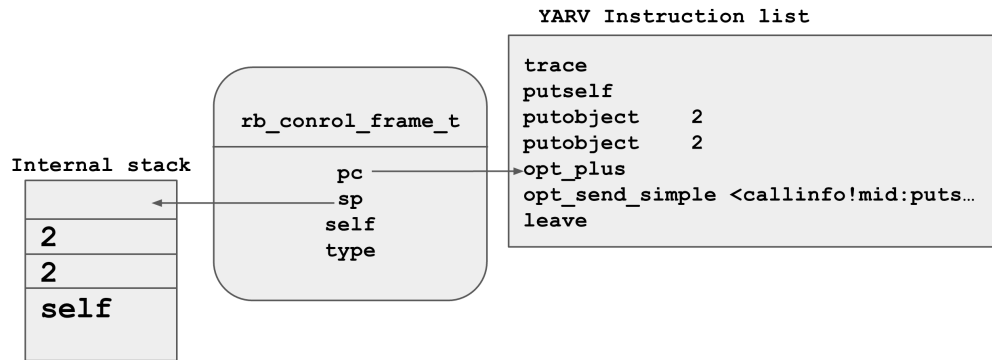 YARV Instruction list
trace
putself
putobject 2
putobject 2
opt_plus
opt_send_simple <callinfo!mid:puts…
leave
rb_conrol_frame_t
pc
sp
self
type
Internal stack
2
2
self